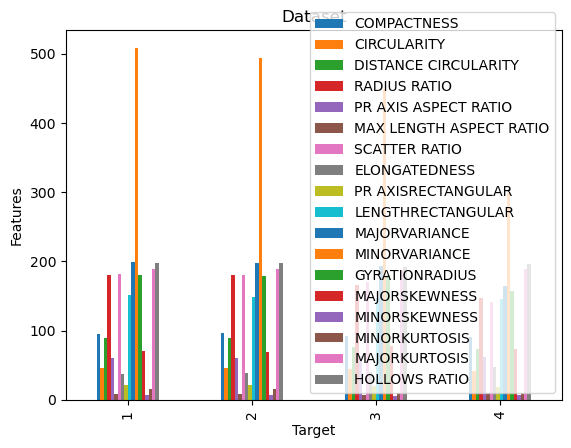 Dataset
COMPACTNESS
CIRCULARITY
DISTANCE CIRCULARITY
RADIUS RATIO
PR AXIS ASPECT RATIO
MAX LENGTH ASPECT RATIO
SCATTER RATIO
ELONGATEDNESS
PR AXISRECTANGULAR
LENGTHRECTANGULAR
MAJORVARIANCE
MINORVARIANCE
GYRATIONRADIUS
MAJORSKEWNESS
MINORSKEWNESS
MINORKURTOSIS
MAJORKURTOSIS
HOLLOWS RATIO
Features
500
400
300
200
100
0
1 2 3 4
Target